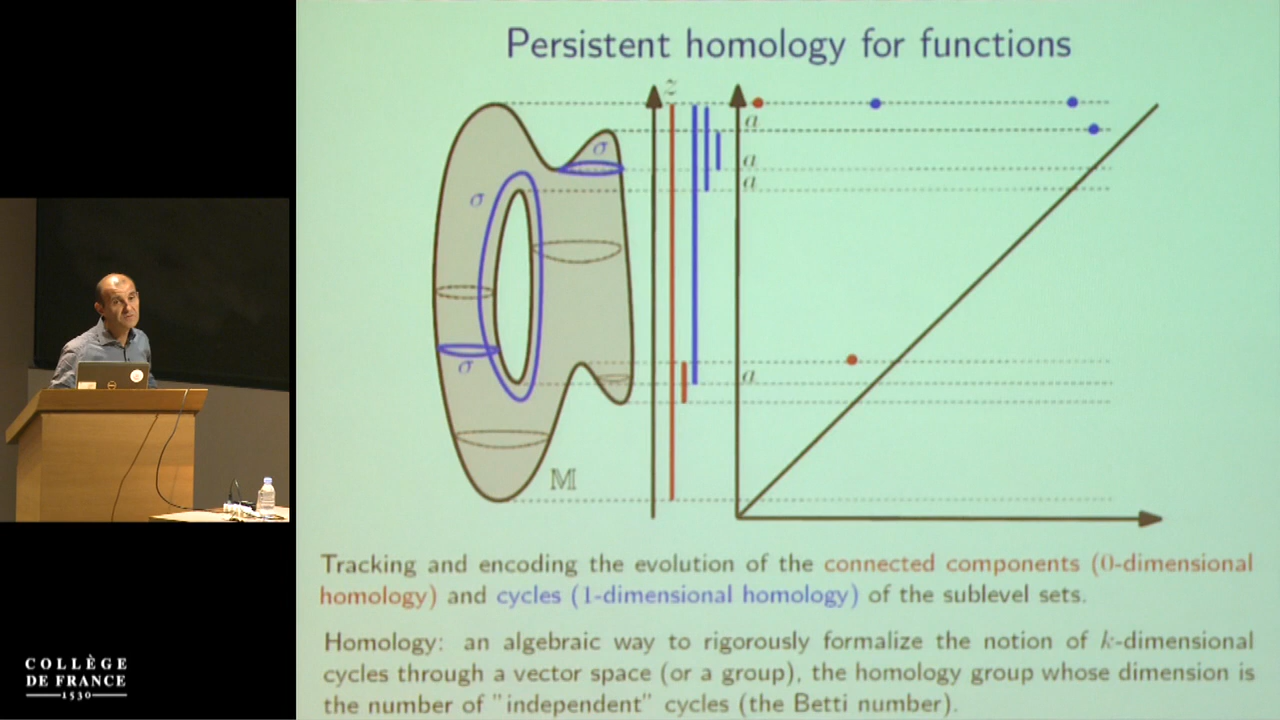 Persistent homology for functions
z
a
σ
a
a
σ
σ
a
M
Tracking and encoding the evolution of the connected components (0-dimensional
homology) and cycles (1-dimensional homology) of the sublevel sets.
Homology: an algebraic way to rigorously formalize the notion of k-dimensional
cycles through a vector space (or a group), the homology group whose dimension is
the number of "independent" cycles (the Betti number).
COLLÈGE
DE FRANCE
1530